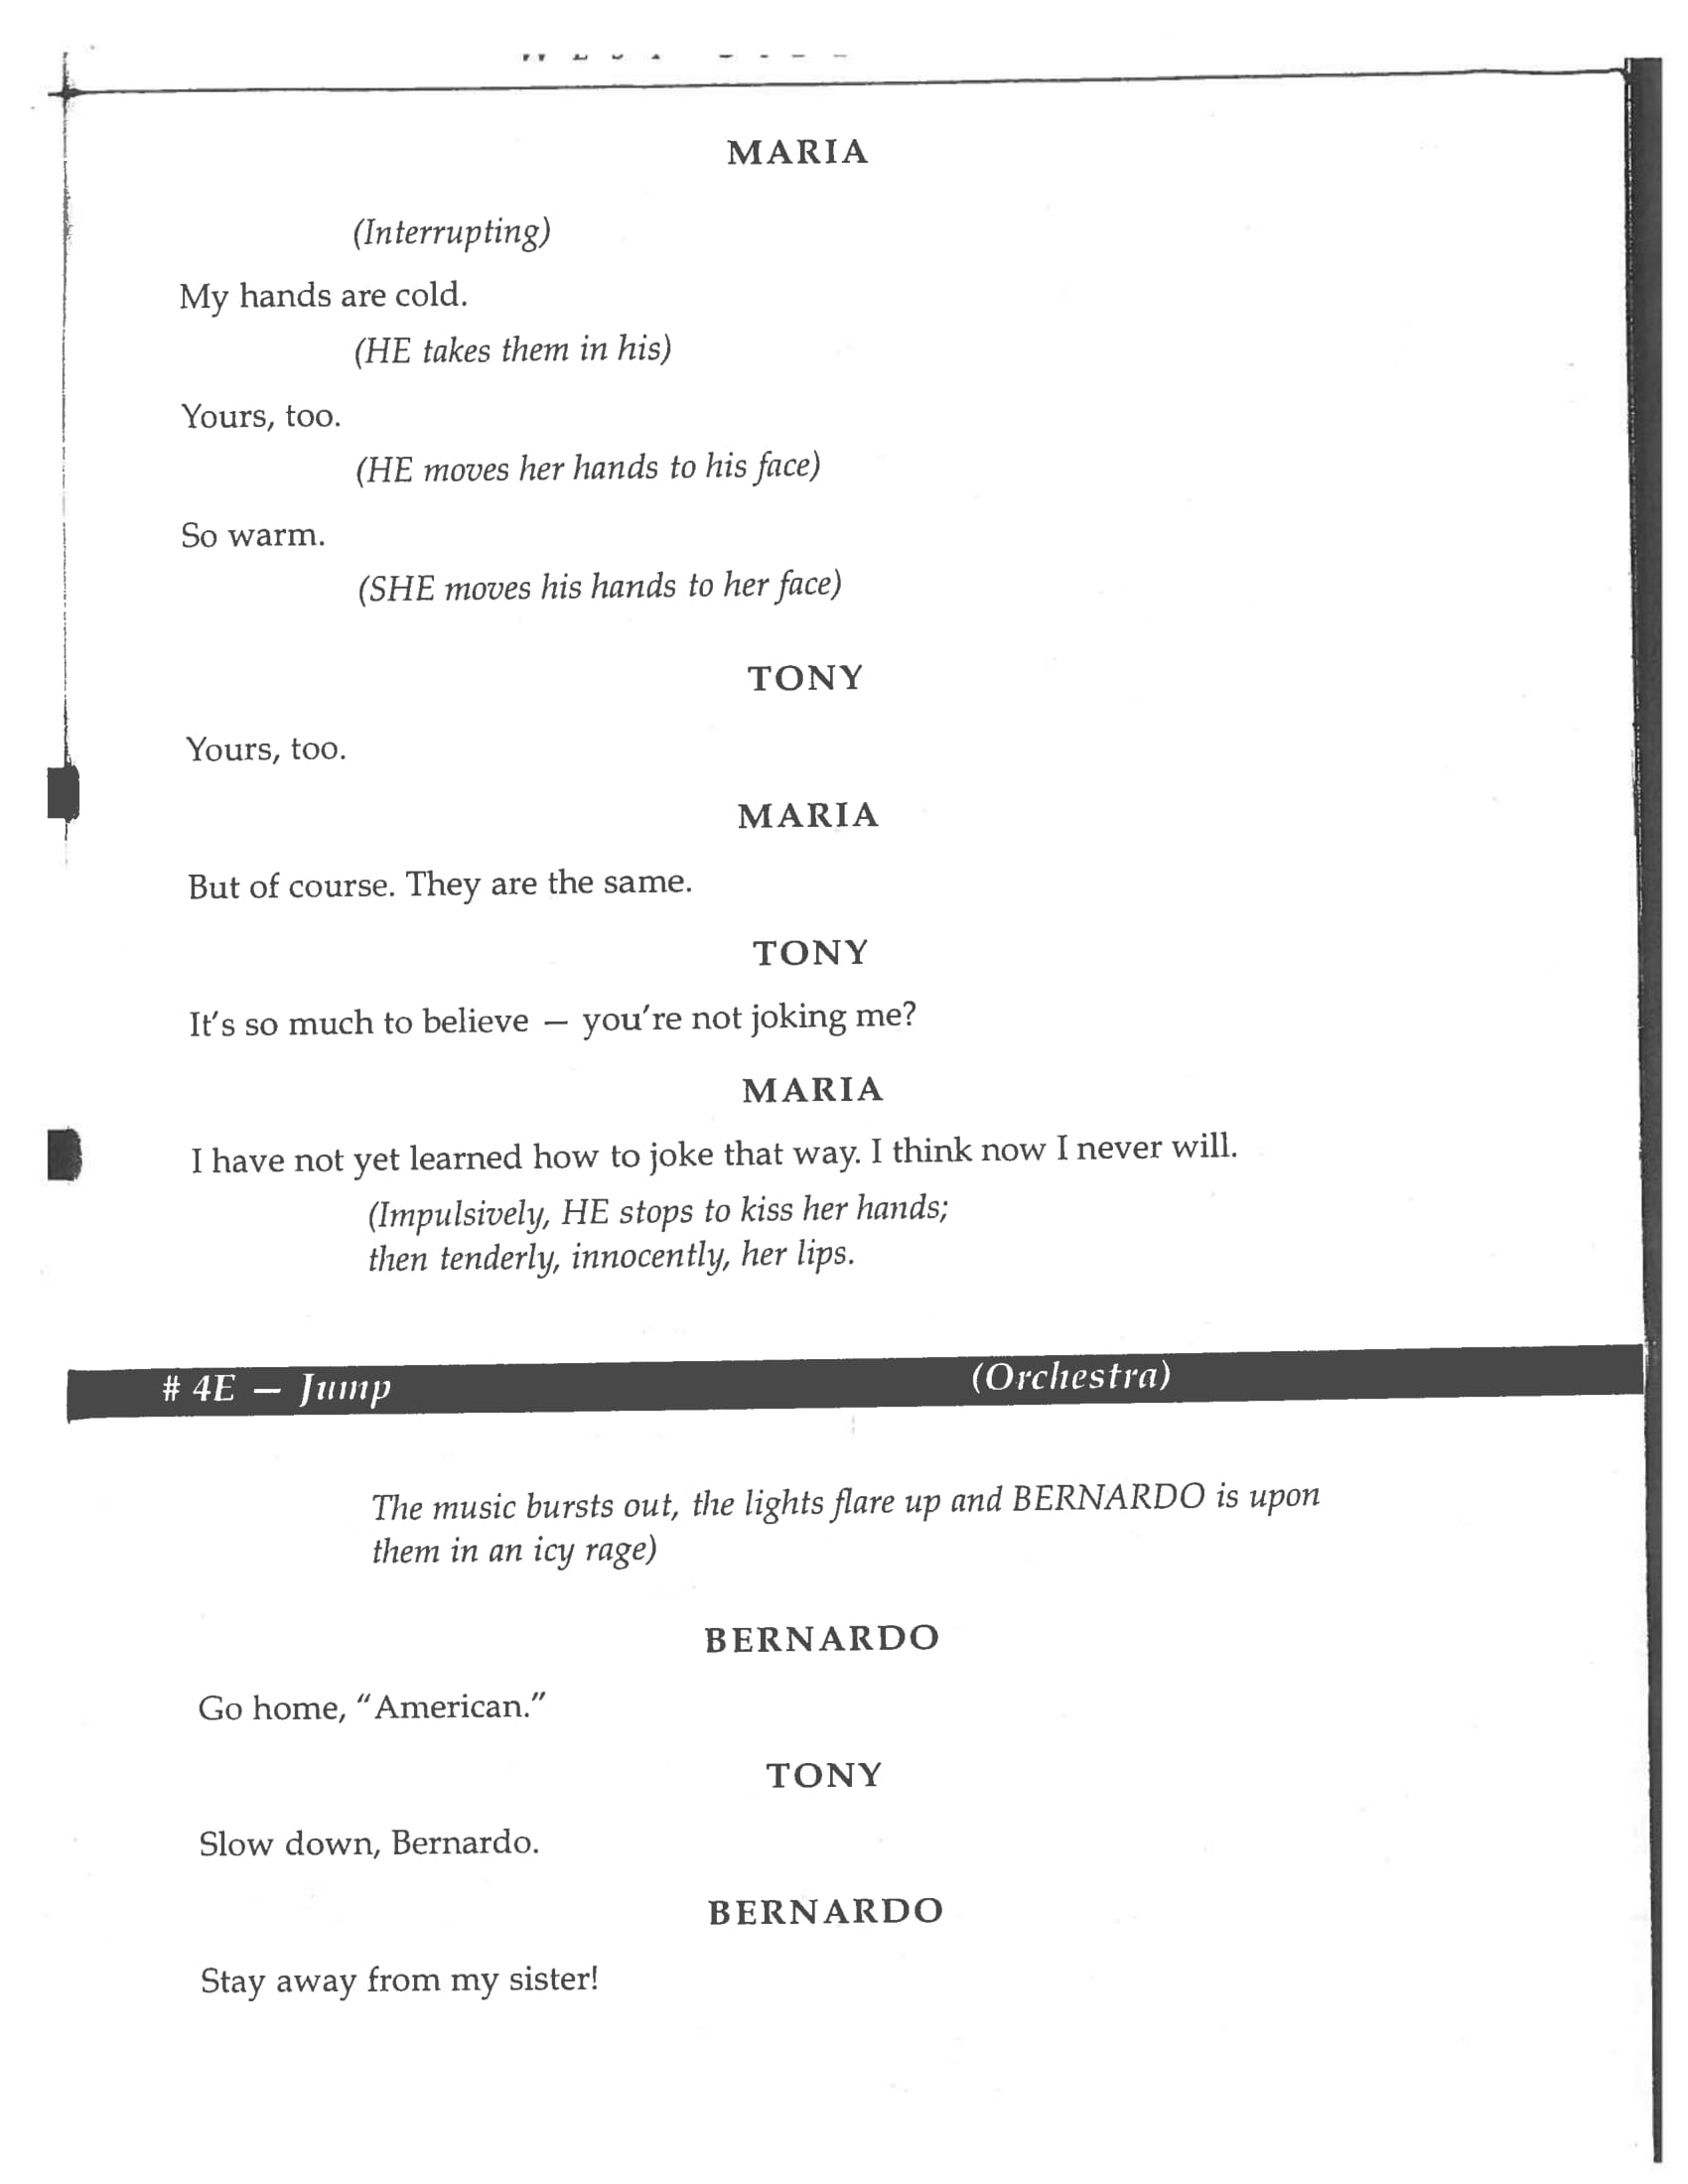 MARIA
(Interrupting)
My hands are cold.
(HE takes them in his)
Yours, too.
(HE moves her hands to his face)
So warm.
(SHE moves his hands to her face)
TONY
Yours, too.
MARIA
But of course. They are the same.
TONY
It's so much to believ— you're not joking me?
MARIA
I have not yet learned how to joke that way. I think now I never will.
(Impulsively, HE stops to kiss her hands;
then tenderly, innocently, her lips.
# 4E — Jump (Orchestra)
The music bursts out, the lights flare up and BERNARDO is upon
them in an icy rage)
BERNARDO
Go home, "American."
TONY
Slow down, Bernardo.
BERNARDO
Stay away from my sister!